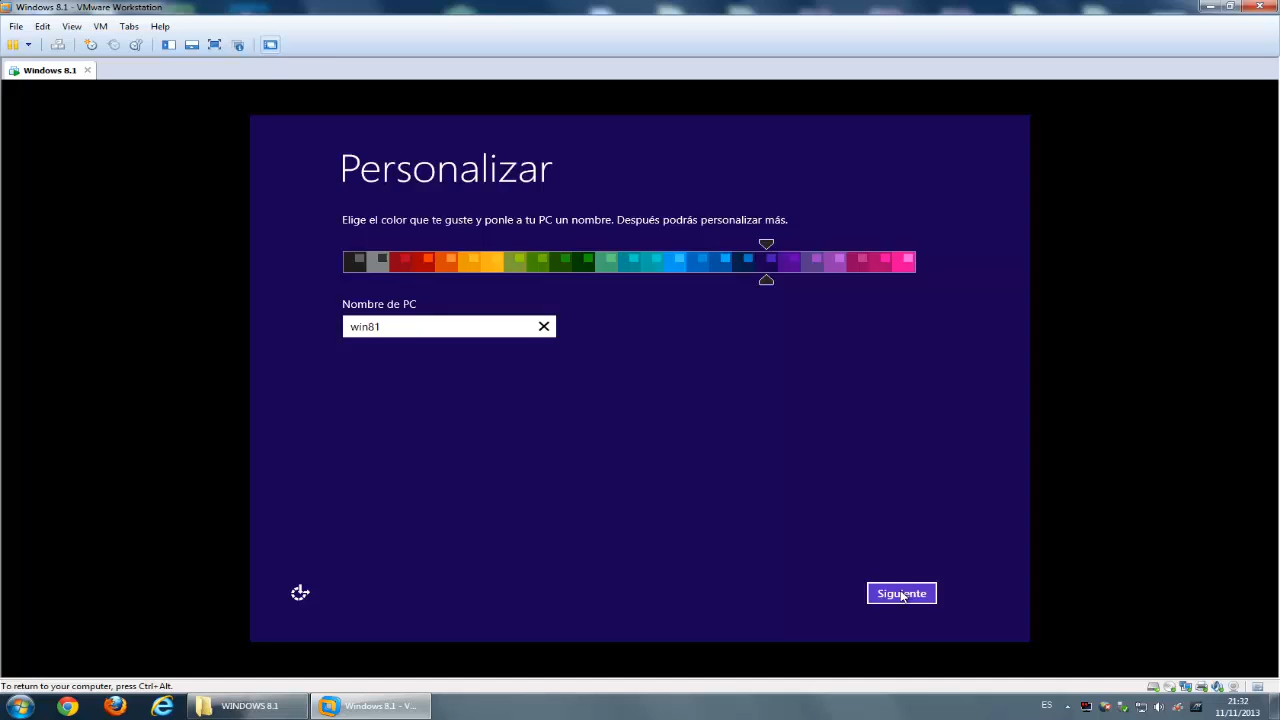 Windows 8.1 - VMware Workstation
File Edit View VM Tabs Help
Windows 8.1
Personalizar
Elige el color que te guste y ponle a tu PC un nombre. Después podrás personalizar más.
Nombre de PC
win81
Siguiente
To return to your computer, press Ctrl+Alt.
WINDOWS 8.1
Windows 8.1 - V...
ES
21:32
11/11/2013